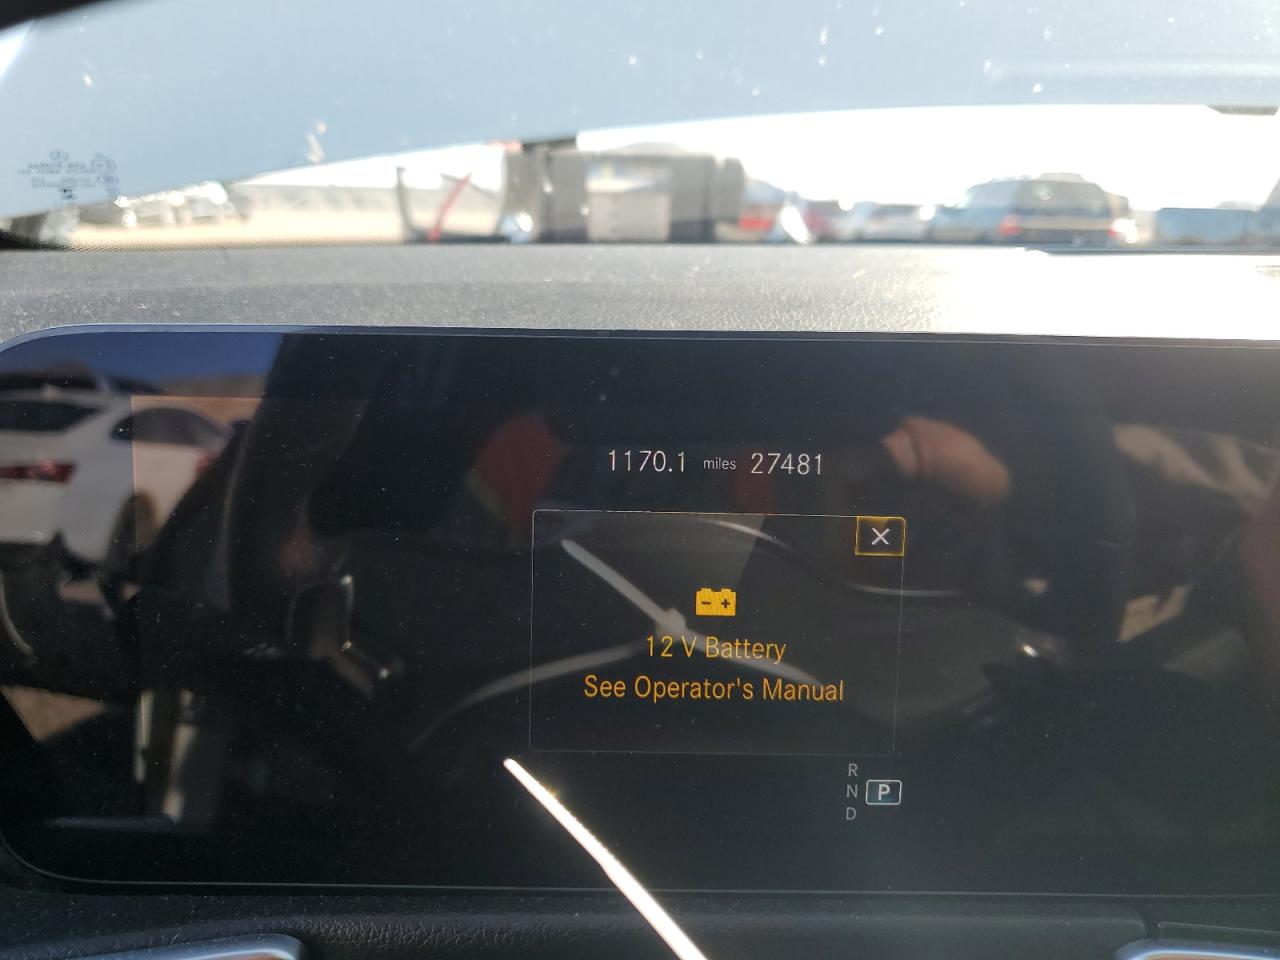 1170.1 miles 27481
X
12 V Battery
See Operator's Manual
R
N P
D